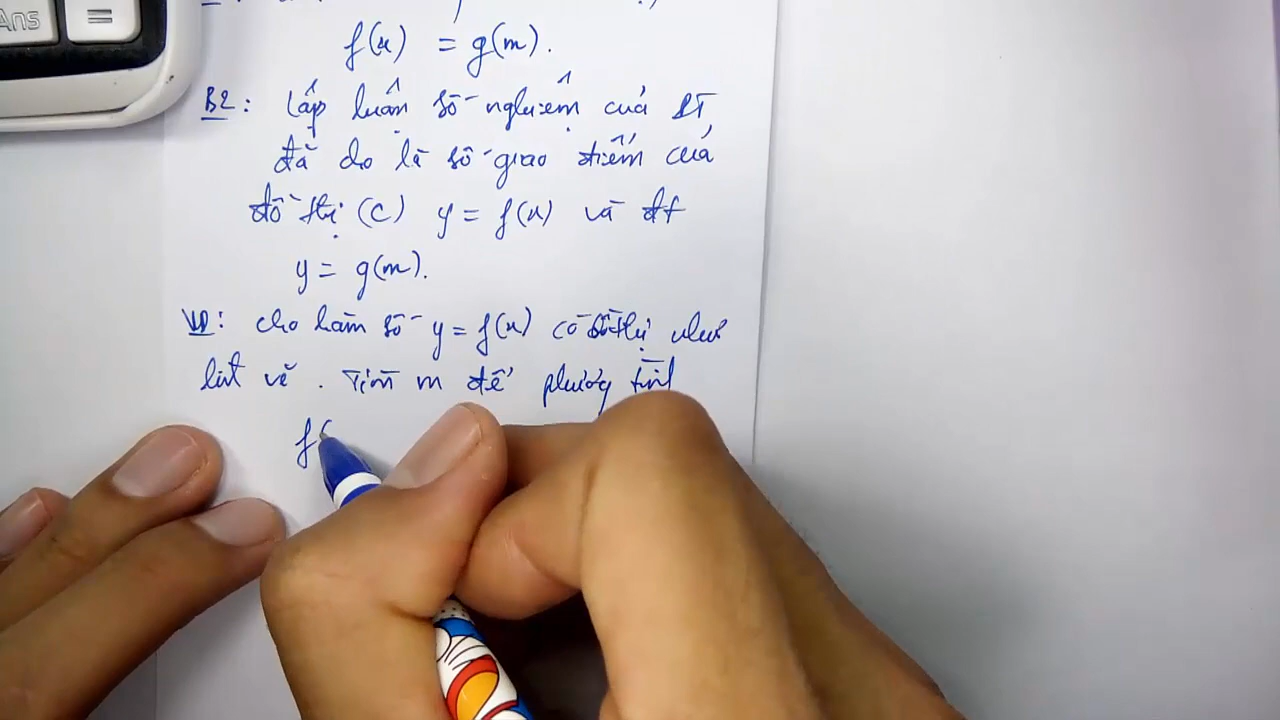 Ans =
f(x) = g(m).
B2: Lập luận số nghiệm của PT
đã cho là số giao điểm của
đồ thị (C) y = f(x) và đt
y = g(m).
VD: cho hàm số y = f(x) có đồ thị như
hình vẽ. Tìm m để phương trình
f(